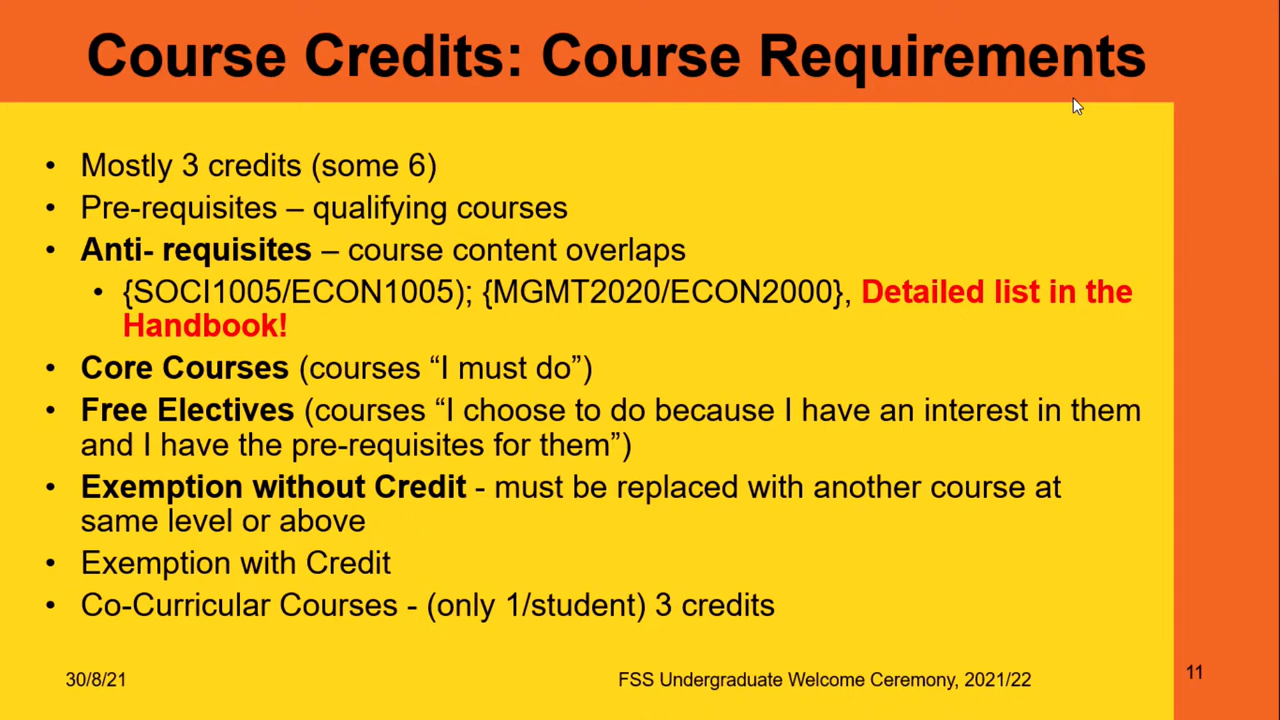 Course Credits: Course Requirements
• Mostly 3 credits (some 6)
• Pre-requisites – qualifying courses
• Anti- requisites – course content overlaps
• {SOCI1005/ECON1005); {MGMT2020/ECON2000}, Detailed list in the
Handbook!
• Core Courses (courses “I must do”)
• Free Electives (courses “I choose to do because I have an interest in them
and I have the pre-requisites for them”)
• Exemption without Credit - must be replaced with another course at
same level or above
• Exemption with Credit
• Co-Curricular Courses - (only 1/student) 3 credits
30/8/21
FSS Undergraduate Welcome Ceremony, 2021/22
11